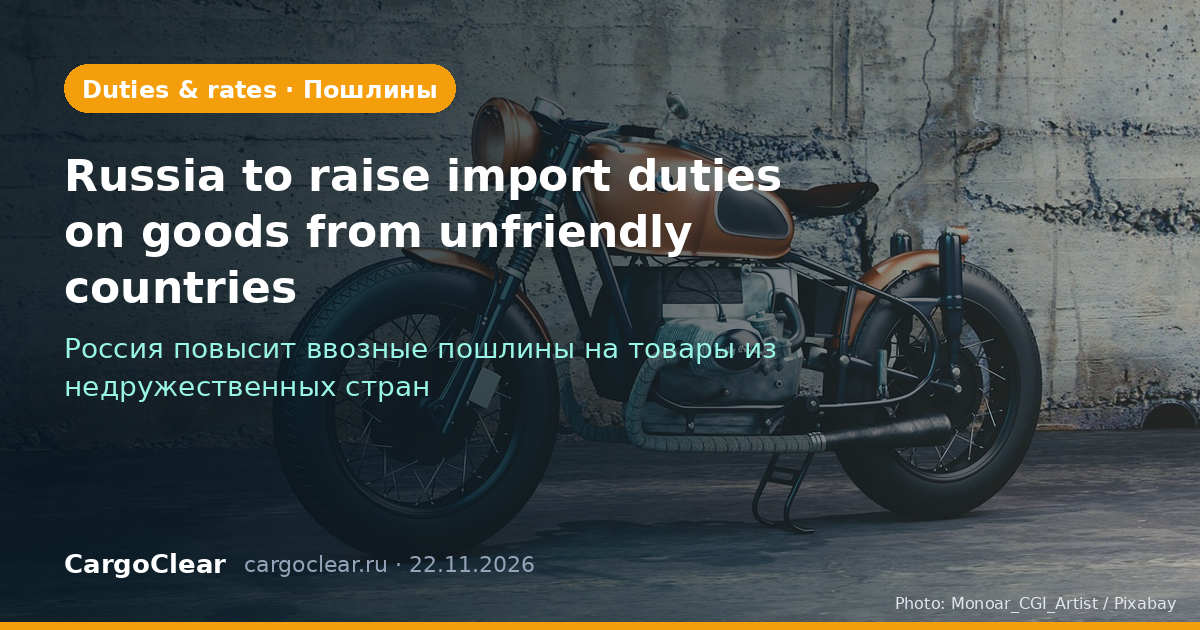 Duties & rates · Пошлины
Russia to raise import duties
on goods from unfriendly
countries
Россия повысит ввозные пошлины на товары из
недружественных стран
CargoClear cargoclear.ru · 22.11.2026
Photo: Monoar_CGI_Artist / Pixabay